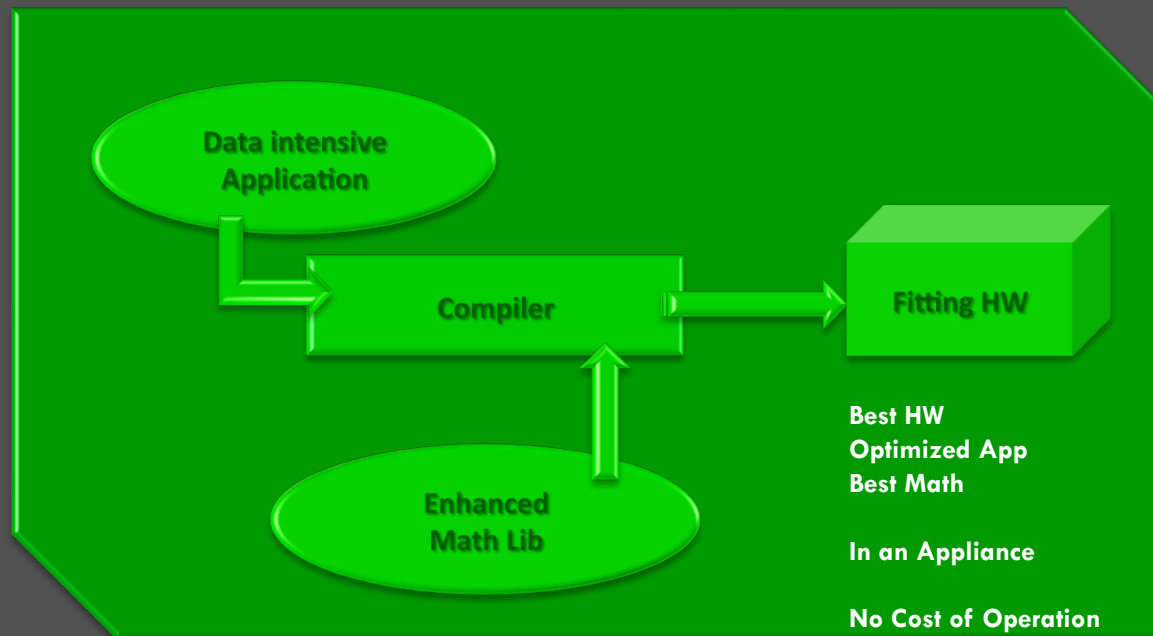 Data intensive
Application
Compiler
Fitting HW
Enhanced
Math Lib
Best HW
Optimized App
Best Math
In an Appliance
No Cost of Operation